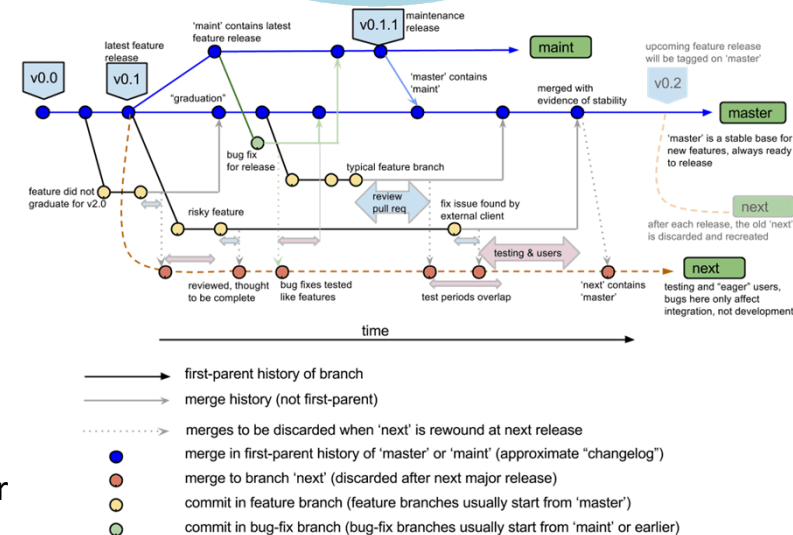 'maint' contains latest
feature release
v0.1.1
maintenance
release
maint
latest feature
release
upcoming feature release
will be tagged on 'master'
v0.0
v0.1
'master' contains
'maint'
v0.2
"graduation"
merged with
evidence of stability
master
'master' is a stable base for
new features, always ready
to release
bug fix
for release
typical feature branch
feature did not
graduate for v2.0
review
pull req
risky feature
fix issue found by
external client
next
after each release, the old 'next'
is discarded and recreated
testing & users
next
reviewed, thought
to be complete
bug fixes tested
like features
test periods overlap
'next' contains
'master'
testing and "eager" users,
bugs here only affect
integration, not development
time
first-parent history of branch
merge history (not first-parent)
merges to be discarded when 'next' is rewound at next release
merge in first-parent history of 'master' or 'maint' (approximate "changelog")
r
merge to branch 'next' (discarded after next major release)
commit in feature branch (feature branches usually start from 'master')
commit in bug-fix branch (bug-fix branches usually start from 'maint' or earlier)